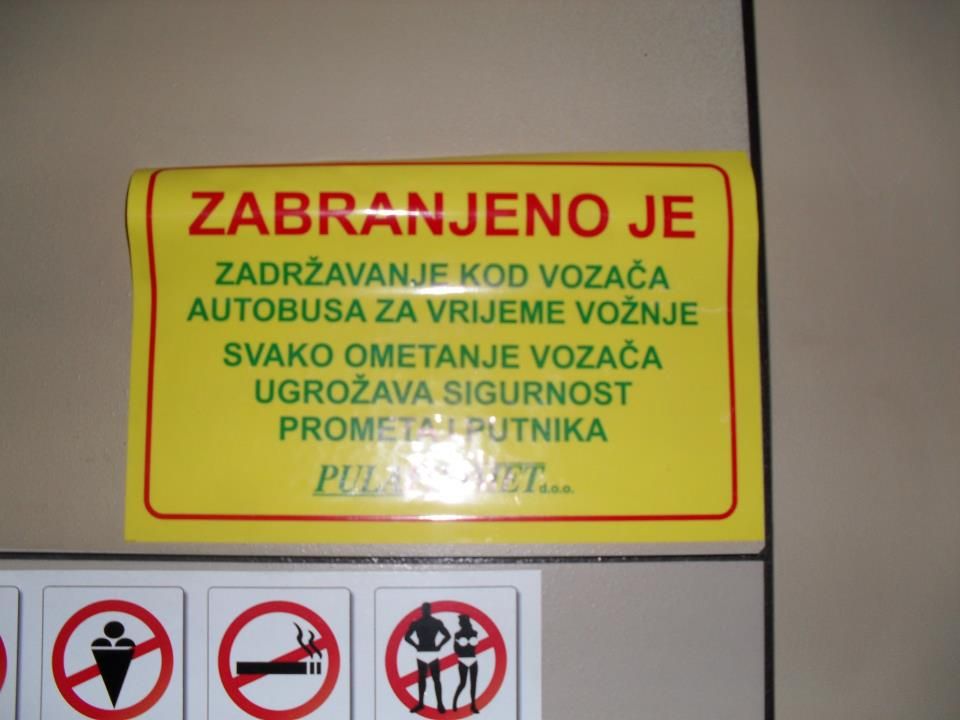 ZABRANJENO JE
ZADRŽAVANJE KOD VOZAČA
AUTOBUSA ZA VRIJEME VOŽNJE
SVAKO OMETANJE VOZAČA
UGROŽAVA SIGURNOST
PROMETA I PUTNIKA
d.o.o.